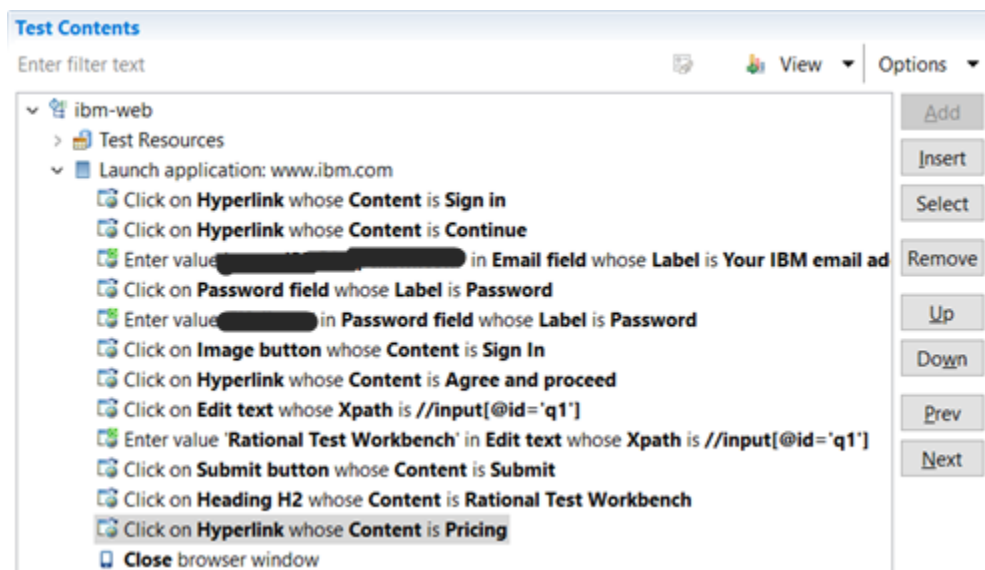 Test Contents
Enter filter text
View
Options
ibm-web
Test Resources
Launch application: www.ibm.com
Click on Hyperlink whose Content is Sign in
Click on Hyperlink whose Content is Continue
Enter value in Email field whose Label is Your IBM email ad
Click on Password field whose Label is Password
Enter value in Password field whose Label is Password
Click on Image button whose Content is Sign In
Click on Hyperlink whose Content is Agree and proceed
Click on Edit text whose Xpath is //input[@id='q1']
Enter value 'Rational Test Workbench' in Edit text whose Xpath is //input[@id='q1']
Click on Submit button whose Content is Submit
Click on Heading H2 whose Content is Rational Test Workbench
Click on Hyperlink whose Content is Pricing
Close browser window
Add
Insert
Select
Remove
Up
Down
Prev
Next